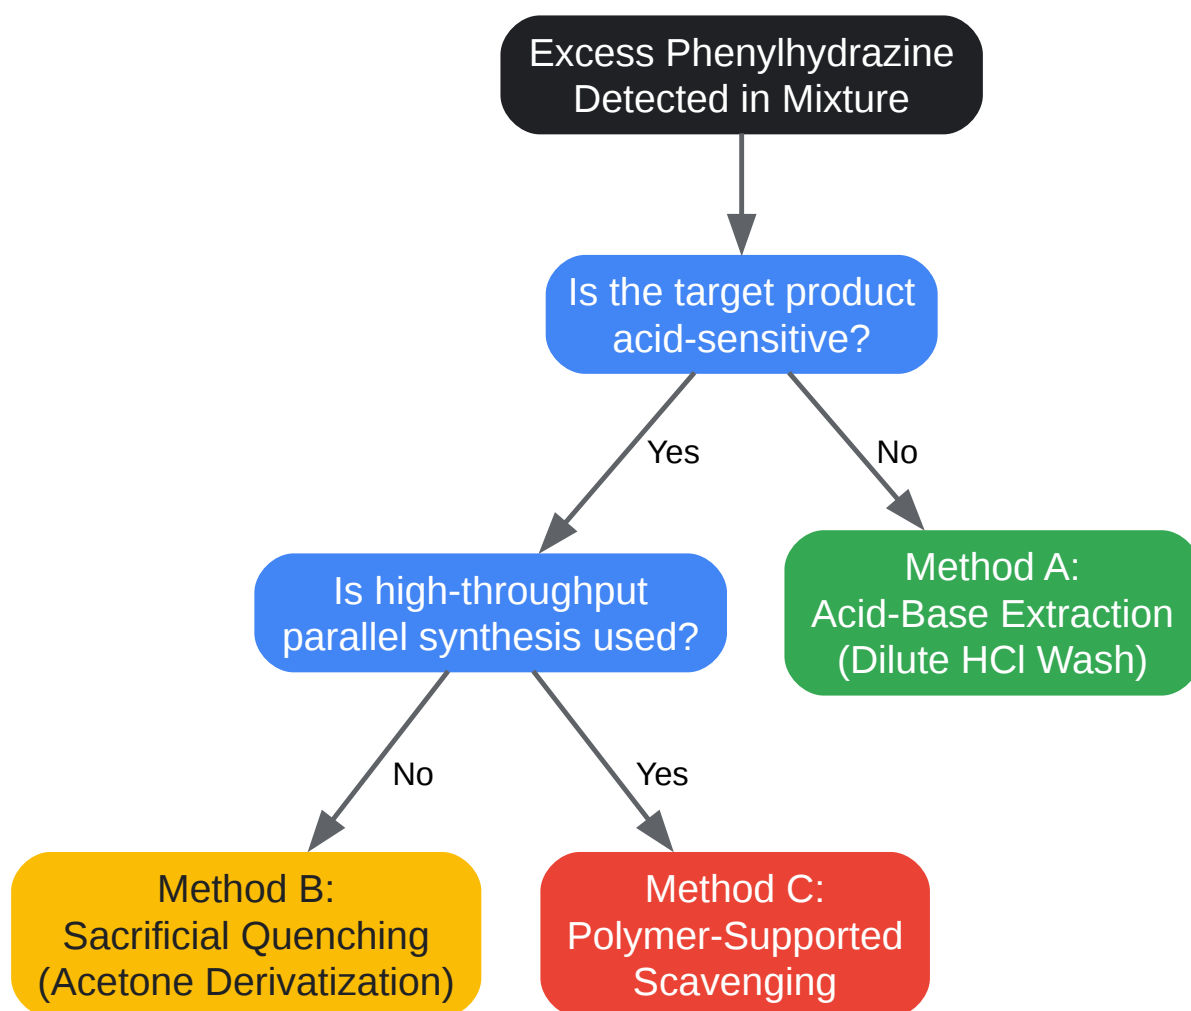 Excess Phenylhydrazine
Detected in Mixture
Is the target product
acid-sensitive?
Yes
No
Method A:
Acid-Base Extraction
(Dilute HCl Wash)
Is high-throughput
parallel synthesis used?
No
Yes
Method B:
Sacrificial Quenching
(Acetone Derivatization)
Method C:
Polymer-Supported
Scavenging